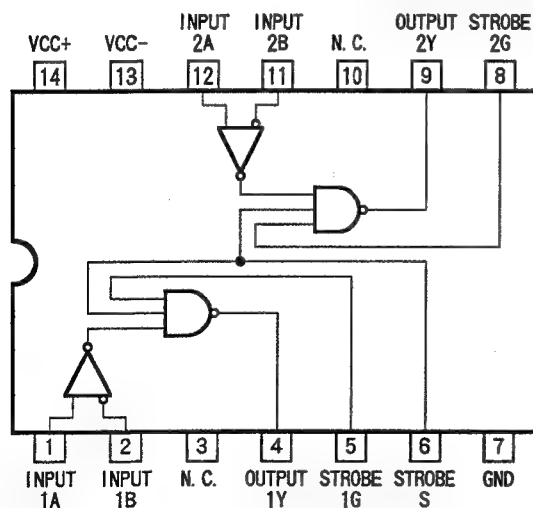 INPUT INPUT OUTPUT STROBE
VCC+ VCC- 2A 2B N. C. 2Y 2G
14 13 12 11 10 9 8
1 2 3 4 5 6 7
INPUT INPUT N. C. OUTPUT STROBE STROBE GND
1A 1B 1Y 1G S